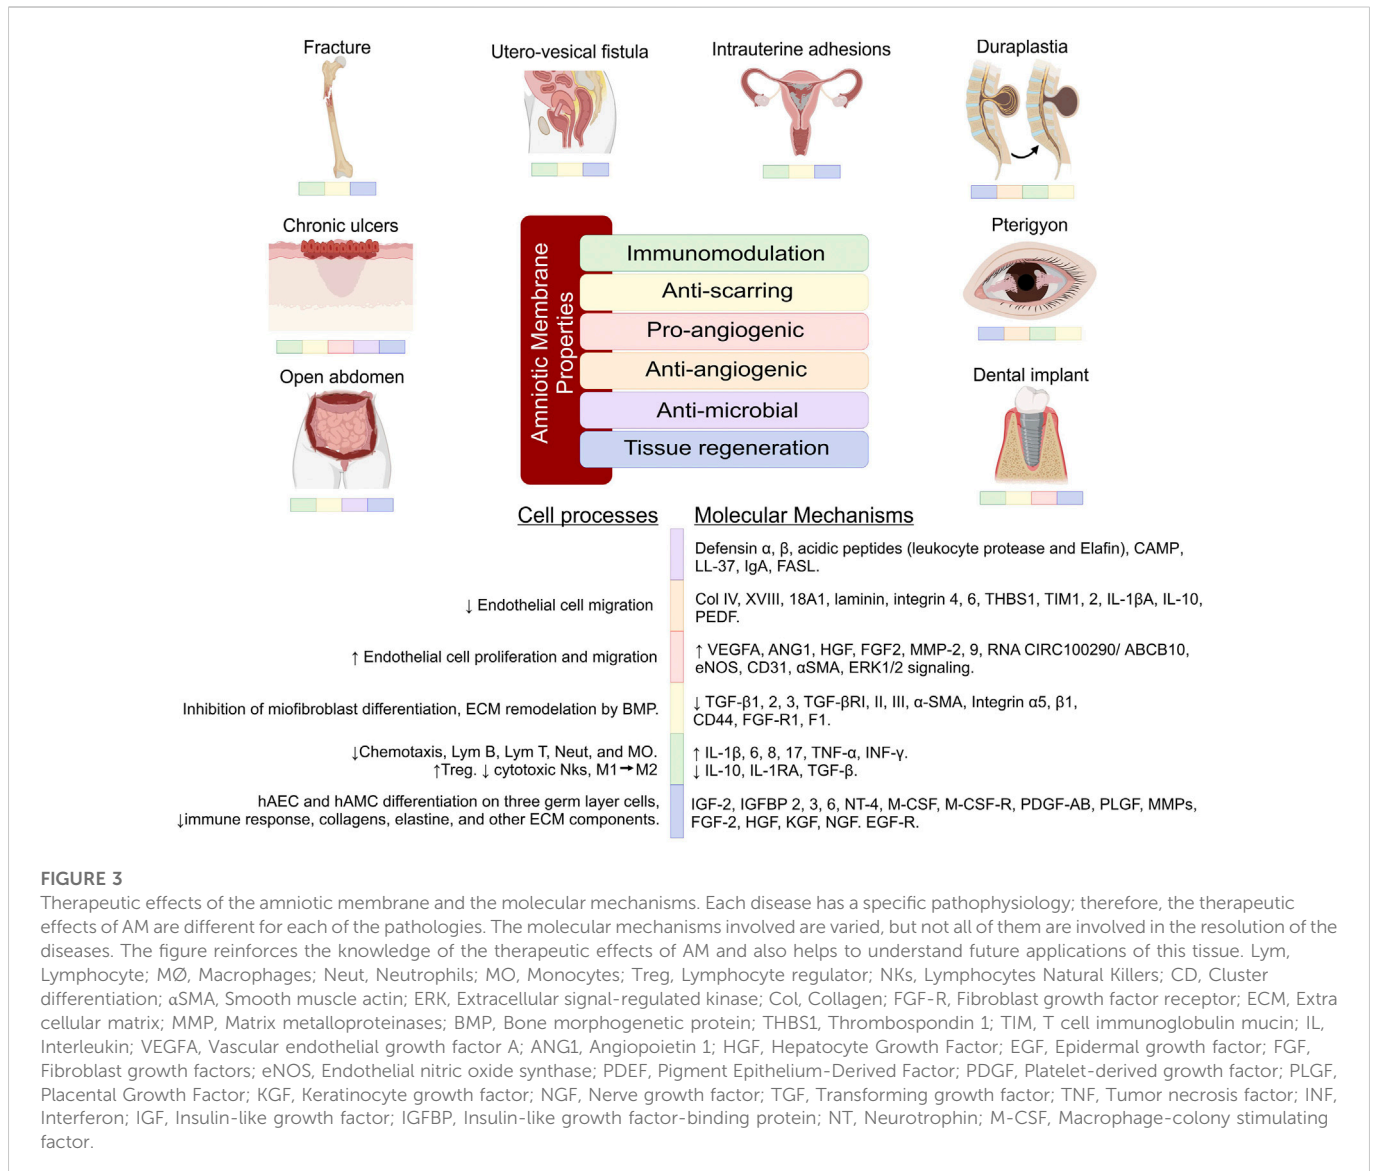 Fracture
Utero-vesical fistula
Intrauterine adhesions
Duraplastia
Chronic ulcers
Pterigyon
Open abdomen
Dental implant
Amniotic Membrane
Properties
Immunomodulation
Anti-scarring
Pro-angiogenic
Anti-angiogenic
Anti-microbial
Tissue regeneration
Cell processes
Molecular Mechanisms
Defensin α, β, acidic peptides (leukocyte protease and Elafin), CAMP,
LL-37, IgA, FASL.
↓ Endothelial cell migration
Col IV, XVIII, 18A1, laminin, integrin 4, 6, THBS1, TIM1, 2, IL-1βA, IL-10,
PEDF.
↑ Endothelial cell proliferation and migration
↑ VEGFA, ANG1, HGF, FGF2, MMP-2, 9, RNA CIRC100290/ ABCB10,
eNOS, CD31, αSMA, ERK1/2 signaling.
Inhibition of miofibroblast differentiation, ECM remodelation by BMP.
↓ TGF-β1, 2, 3, TGF-βRI, II, III, α-SMA, Integrin α5, β1,
CD44, FGF-R1, F1.
↓Chemotaxis, Lym B, Lym T, Neut, and MO.
↑Treg. ↓ cytotoxic Nks, M1→M2
↑ IL-1β, 6, 8, 17, TNF-α, INF-γ.
↓ IL-10, IL-1RA, TGF-β.
hAEC and hAMC differentiation on three germ layer cells,
↓immune response, collagens, elastine, and other ECM components.
IGF-2, IGFBP 2, 3, 6, NT-4, M-CSF, M-CSF-R, PDGF-AB, PLGF, MMPs,
FGF-2, HGF, KGF, NGF. EGF-R.
FIGURE 3
Therapeutic effects of the amniotic membrane and the molecular mechanisms. Each disease has a specific pathophysiology; therefore, the therapeutic
effects of AM are different for each of the pathologies. The molecular mechanisms involved are varied, but not all of them are involved in the resolution of the
diseases. The figure reinforces the knowledge of the therapeutic effects of AM and also helps to understand future applications of this tissue. Lym,
Lymphocyte; MØ, Macrophages; Neut, Neutrophils; MO, Monocytes; Treg, Lymphocyte regulator; NKs, Lymphocytes Natural Killers; CD, Cluster
differentiation; αSMA, Smooth muscle actin; ERK, Extracellular signal-regulated kinase; Col, Collagen; FGF-R, Fibroblast growth factor receptor; ECM, Extra
cellular matrix; MMP, Matrix metalloproteinases; BMP, Bone morphogenetic protein; THBS1, Thrombospondin 1; TIM, T cell immunoglobulin mucin; IL,
Interleukin; VEGFA, Vascular endothelial growth factor A; ANG1, Angiopoietin 1; HGF, Hepatocyte Growth Factor; EGF, Epidermal growth factor; FGF,
Fibroblast growth factors; eNOS, Endothelial nitric oxide synthase; PDEF, Pigment Epithelium-Derived Factor; PDGF, Platelet-derived growth factor; PLGF,
Placental Growth Factor; KGF, Keratinocyte growth factor; NGF, Nerve growth factor; TGF, Transforming growth factor; TNF, Tumor necrosis factor; INF,
Interferon; IGF, Insulin-like growth factor; IGFBP, Insulin-like growth factor-binding protein; NT, Neurotrophin; M-CSF, Macrophage-colony stimulating
factor.